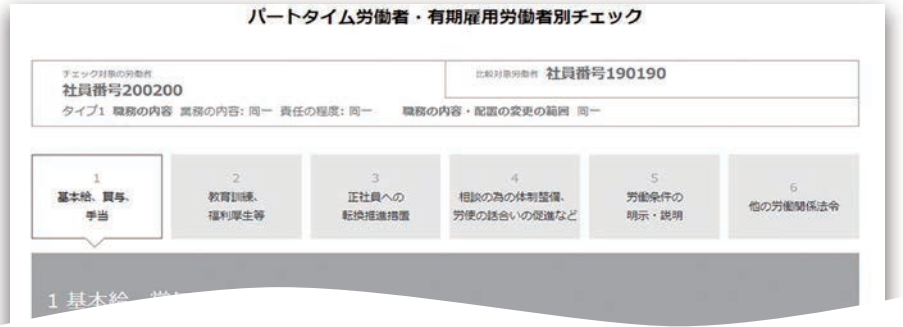 パートタイム労働者・有期雇用労働者別チェック
チェック対象の労働者
社員番号200200
比較対象労働者 社員番号190190
タイプ1 職務の内容 業務の内容: 同一 責任の程度: 同一 職務の内容・配置の変更の範囲 同一
1
基本給、賞与、
手当
2
教育訓練、
福利厚生等
3
正社員への
転換推進措置
4
相談の為の体制整備、
労使の話合いの促進など
5
労働条件の
明示・説明
6
他の労働関係法令
1 基本給、